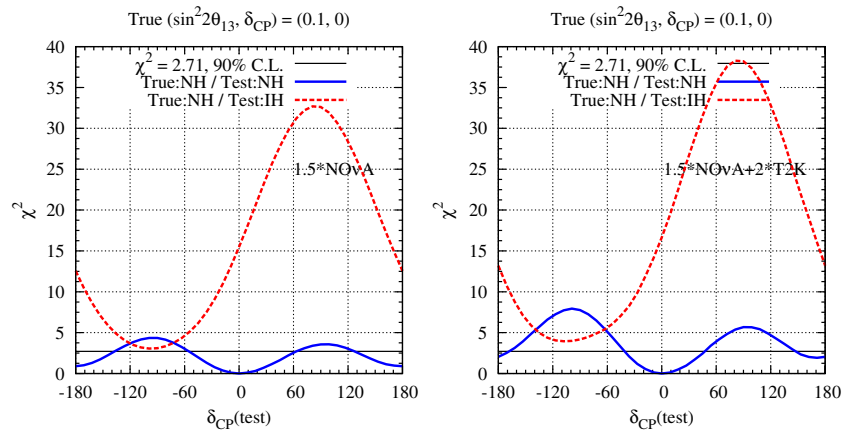 True (sin²2θ₁₃, δ_CP) = (0.1, 0)
χ² = 2.71, 90% C.L.
True:NH / Test:NH
True:NH / Test:IH
1.5*NOνA
χ²
40
35
30
25
20
15
10
5
0
-180 -120 -60 0 60 120 180
δ_CP(test)
True (sin²2θ₁₃, δ_CP) = (0.1, 0)
χ² = 2.71, 90% C.L.
True:NH / Test:NH
True:NH / Test:IH
1.5*NOνA+2*T2K
χ²
40
35
30
25
20
15
10
5
0
-180 -120 -60 0 60 120 180
δ_CP(test)